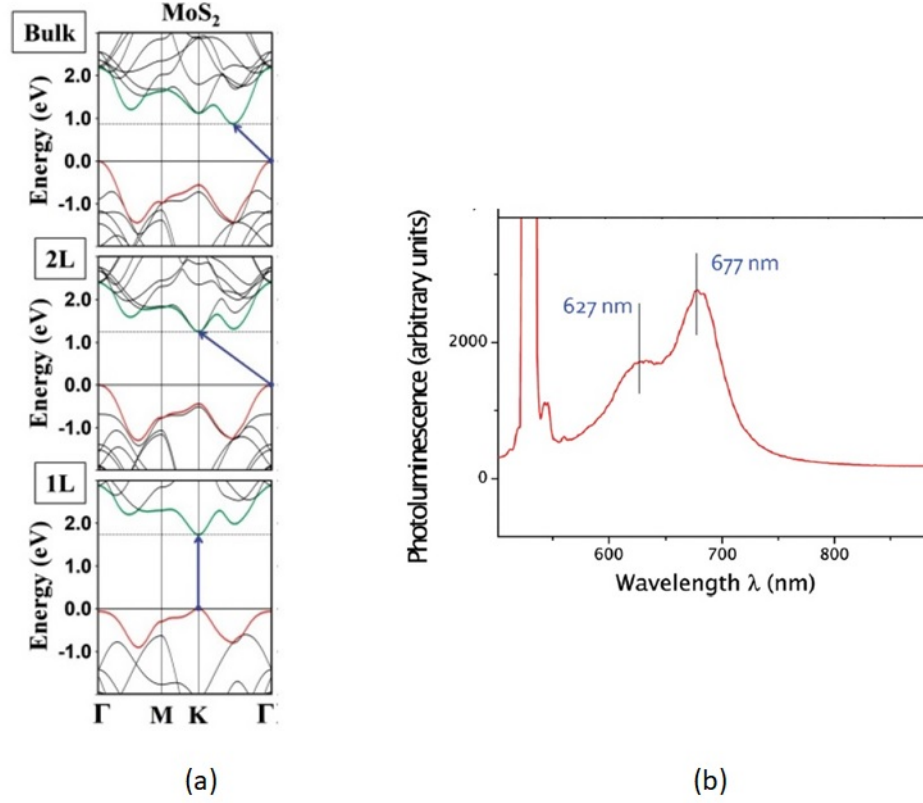 MoS₂
Bulk
Energy (eV)
2.0
1.0
0.0
-1.0
2L
Energy (eV)
2.0
1.0
0.0
-1.0
1L
Energy (eV)
2.0
1.0
0.0
-1.0
Γ M K Γ
(a)
Photoluminescence (arbitrary units)
2000
0
627 nm
677 nm
600 700 800
Wavelength λ (nm)
(b)